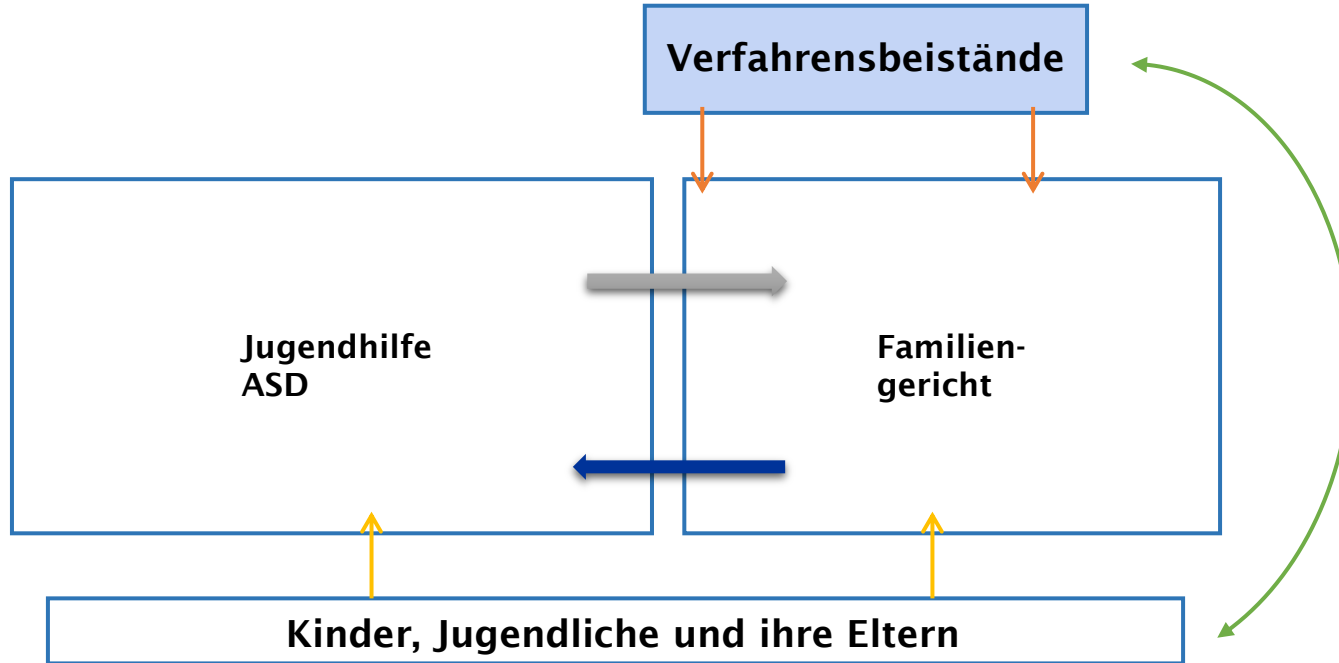 Verfahrensbeistände
Jugendhilfe
ASD
Familien-
gericht
Kinder, Jugendliche und ihre Eltern